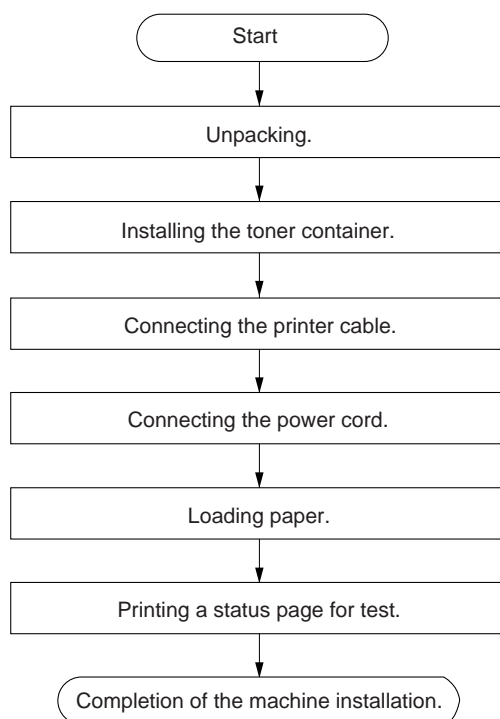 Start
Unpacking.
Installing the toner container.
Connecting the printer cable.
Connecting the power cord.
Loading paper.
Printing a status page for test.
Completion of the machine installation.